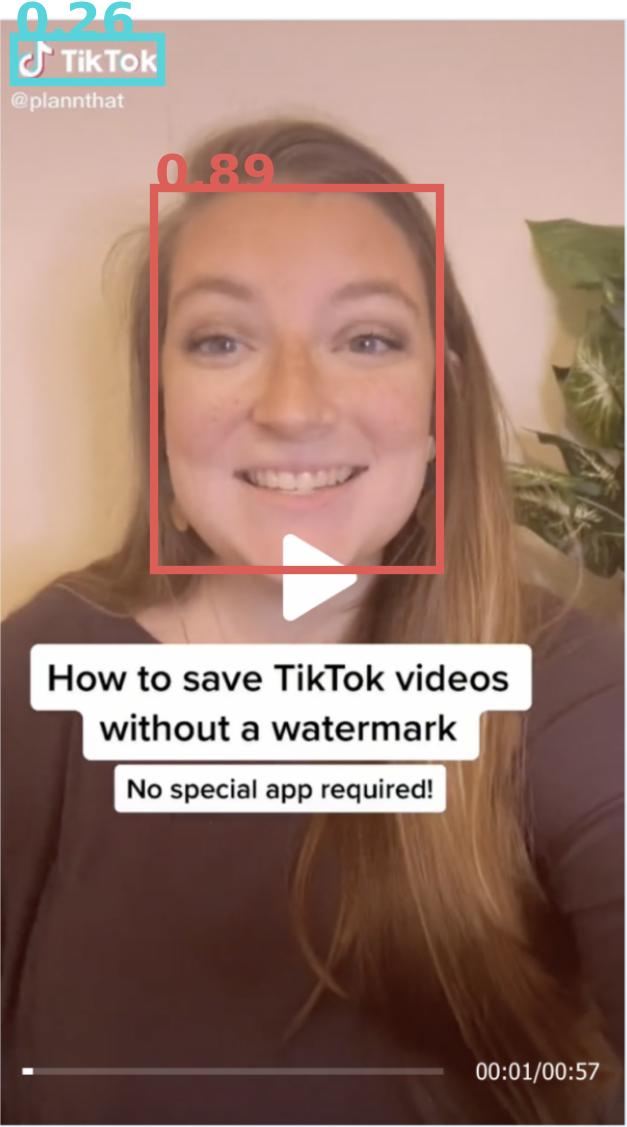 0.26
TikTok
@plannthat
0.89
How to save TikTok videos
without a watermark
No special app required!
00:01/00:57